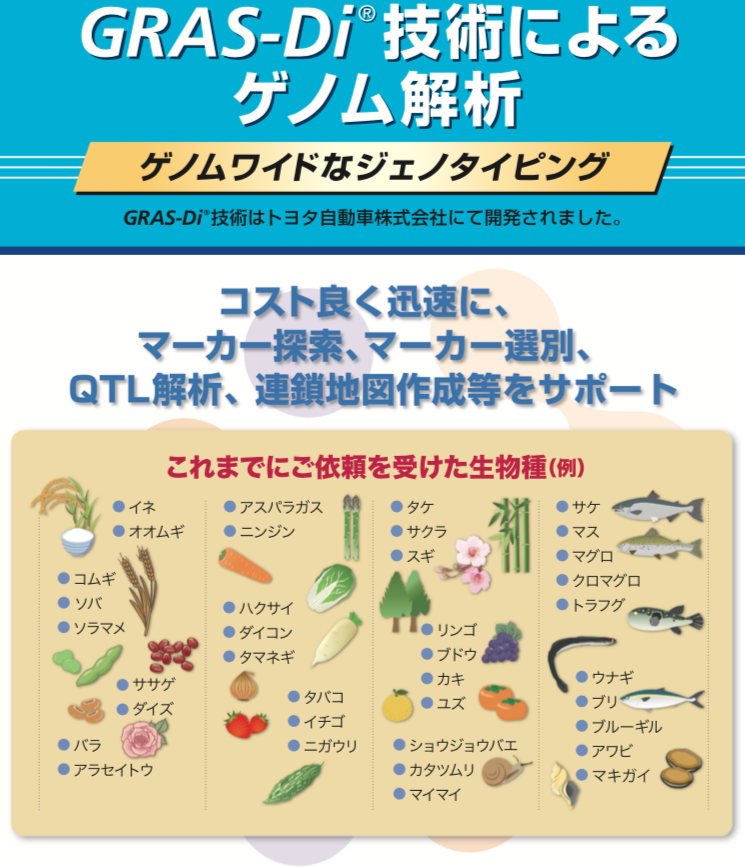 GRAS-Di®技術による
ゲノム解析
ゲノムワイドなジェノタイピング
GRAS-Di®技術はトヨタ自動車株式会社にて開発されました。
コスト良く迅速に、
マーカー探索、マーカー選別、
QTL解析、連鎖地図作成等をサポート
これまでにご依頼を受けた生物種(例)
●イネ
●オオムギ
●コムギ
●ソバ
●ソラマメ
●ササゲ
●ダイズ
●バラ
●アラセイトウ
●アスパラガス
●ニンジン
●ハクサイ
●ダイコン
●タマネギ
●タバコ
●イチゴ
●ニガウリ
●タケ
●サクラ
●スギ
●リンゴ
●ブドウ
●カキ
●ユズ
●ショウジョウバエ
●カタツムリ
●マイマイ
●サケ
●マス
●マグロ
●クロマグロ
●トラフグ
●ウナギ
●ブリ
●ブルーギル
●アワビ
●マキガイ